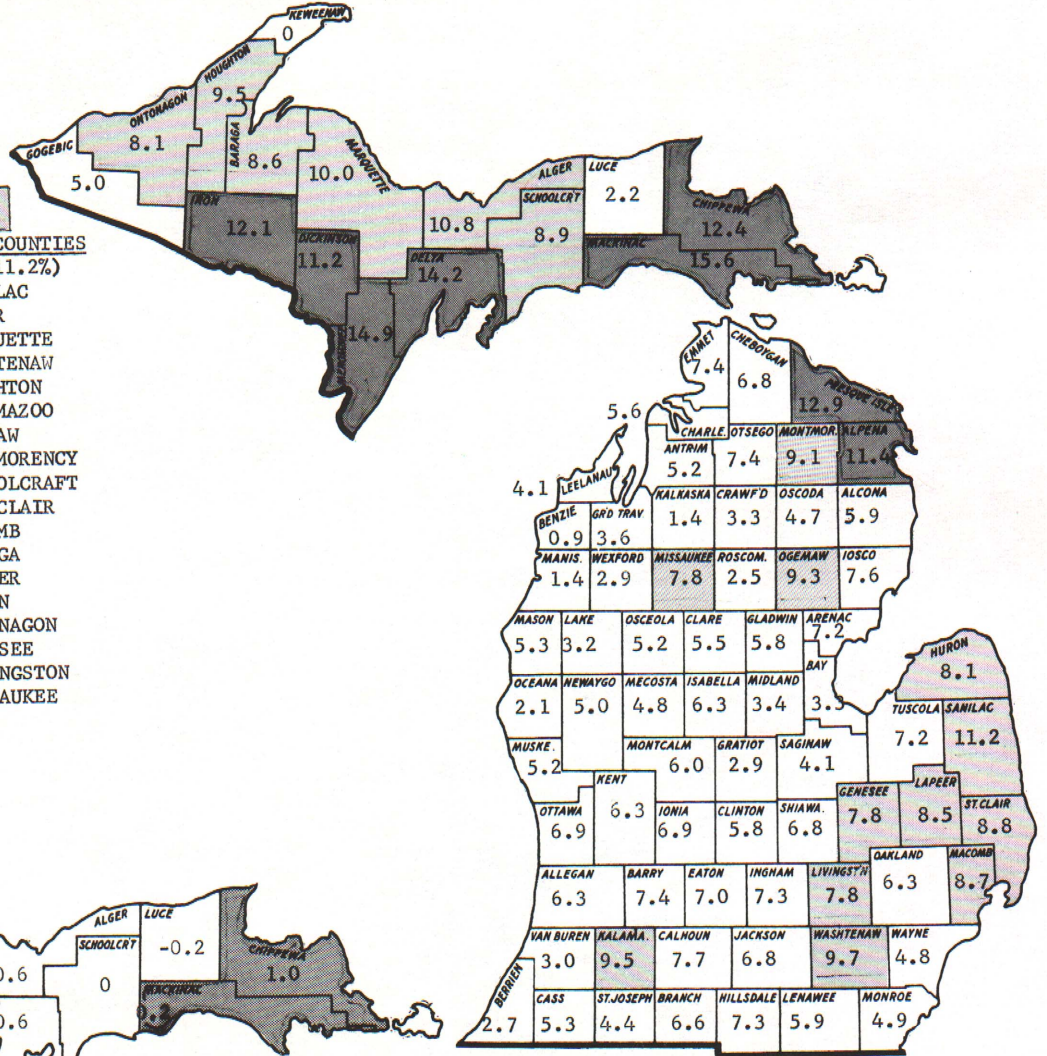 KEWEENAW
0
HOUGHTON
9.5
ONTONAGON
8.1
GOGEBIC
5.0
BARAGA
8.6
MARQUETTE
10.0
ALGER
10.8
LUCE
2.2
SCHOOLCR'T
8.9
CHIPPEWA
12.4
MACKINAC
15.6
IRON
12.1
DICKINSON
11.2
DELTA
14.2
14.9
COUNTIES
11.2%)
LAC
R
UETTE
TENAW
HTON
MAZOO
AW
MORENCY
OLCRAFT
CLAIR
MB
GA
ER
N
NAGON
SEE
NGSTON
AUKEE
EMMET
7.4
CHEBOYGAN
6.8
PRESQUE ISLE
12.9
5.6
CHARLE.
ANTRIM
5.2
OTSEGO
7.4
MONTMOR.
9.1
ALPENA
11.4
4.1
LEELANAU
KALKASKA
1.4
CRAWF'D
3.3
OSCODA
4.7
ALCONA
5.9
BENZIE
0.9
GR'D TRAV
3.6
MANIS.
1.4
WEXFORD
2.9
MISSAUKEE
7.8
ROSCOM.
2.5
OGEMAW
9.3
IOSCO
7.6
MASON
5.3
LAKE
3.2
OSCEOLA
5.2
CLARE
5.5
GLADWIN
5.8
ARENAC
7.2
HURON
8.1
OCEANA
2.1
NEWAYGO
5.0
MECOSTA
4.8
ISABELLA
6.3
MIDLAND
3.4
BAY
TUSCOLA
7.2
SANILAC
11.2
MUSKE.
5.2
MONTCALM
6.0
GRATIOT
2.9
SAGINAW
4.1
KENT
6.3
OTTAWA
6.9
IONIA
6.9
CLINTON
5.8
SHIAWA.
6.8
GENESEE
7.8
LAPEER
8.5
ST.CLAIR
8.8
ALLEGAN
6.3
BARRY
7.4
EATON
7.0
INGHAM
7.3
LIVINGST'N
7.8
OAKLAND
6.3
MACOMB
8.7
VAN BUREN
3.0
KALAMA.
9.5
CALHOUN
7.7
JACKSON
6.8
WASHTENAW
9.7
WAYNE
4.8
BERRIEN
2.7
CASS
5.3
ST.JOSEPH
4.4
BRANCH
6.6
HILLSDALE
7.3
LENAWEE
5.9
MONROE
4.9
ALGER
LUCE
-0.2
SCHOOLCR'T
0
CHIPPEWA
1.0
MACKINAC
0.6
0.6